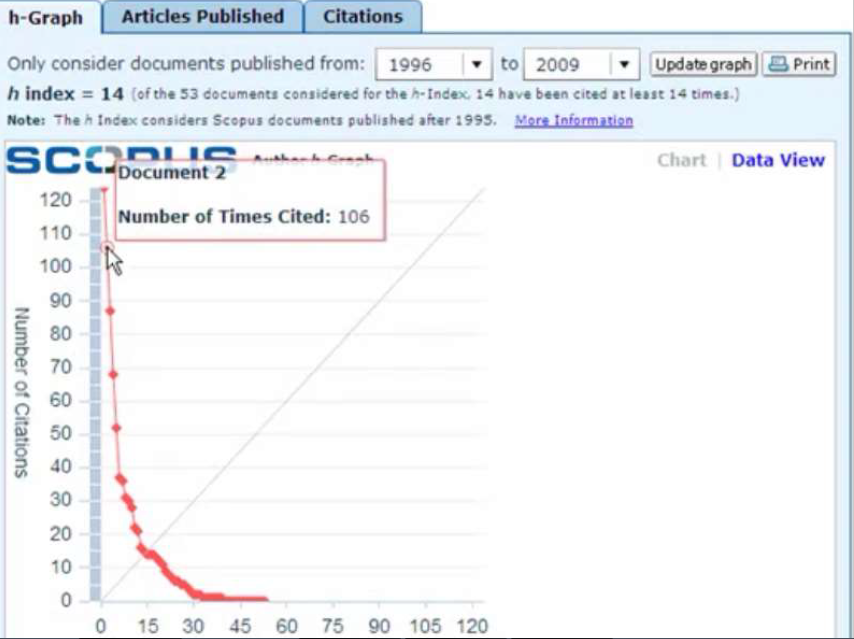 h-Graph Articles Published Citations
Only consider documents published from: 1996 to 2009 Update graph Print
h index = 14 (of the 53 documents considered for the h-Index, 14 have been cited at least 14 times.)
Note: The h Index considers Scopus documents published after 1995. More Information
SCOPUS Author h Graph Chart | Data View
Document 2
Number of Times Cited: 106
120
110
100
90
80
70
60
50
40
30
20
10
0
Number of Citations
0 15 30 45 60 75 90 105 120